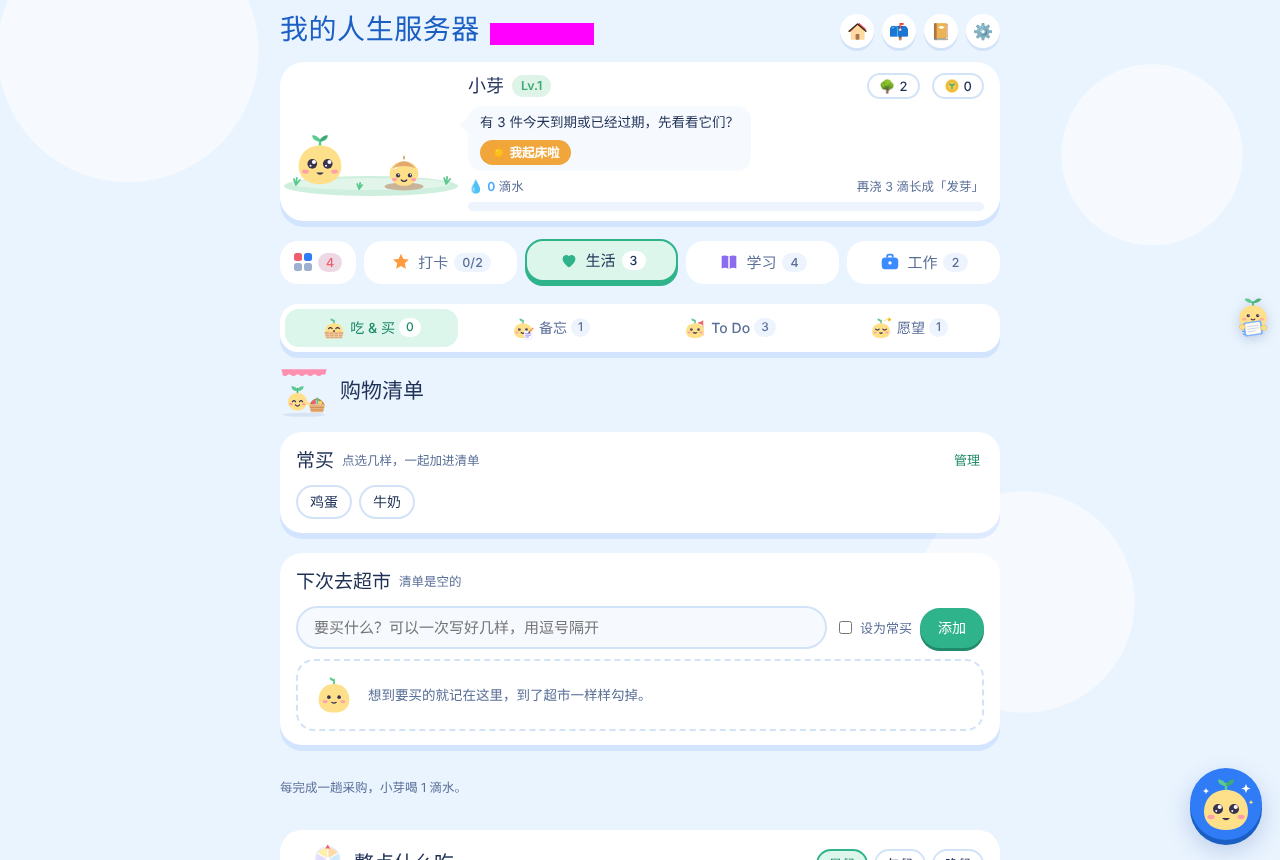 我的人生服务器
小芽 Lv.1 2 0
有 3 件今天到期或已经过期，先看看它们？
我起床啦
0 滴水 再浇 3 滴长成「发芽」
4 打卡 0/2 生活 3 学习 4 工作 2
吃 & 买 0 备忘 1 To Do 3 愿望 1
购物清单
常买 点选几样，一起加进清单 管理
鸡蛋 牛奶
下次去超市 清单是空的
要买什么？可以一次写好几样，用逗号隔开 设为常买 添加
想到要买的就记在这里，到了超市一样样勾掉。
每完成一趟采购，小芽喝 1 滴水。